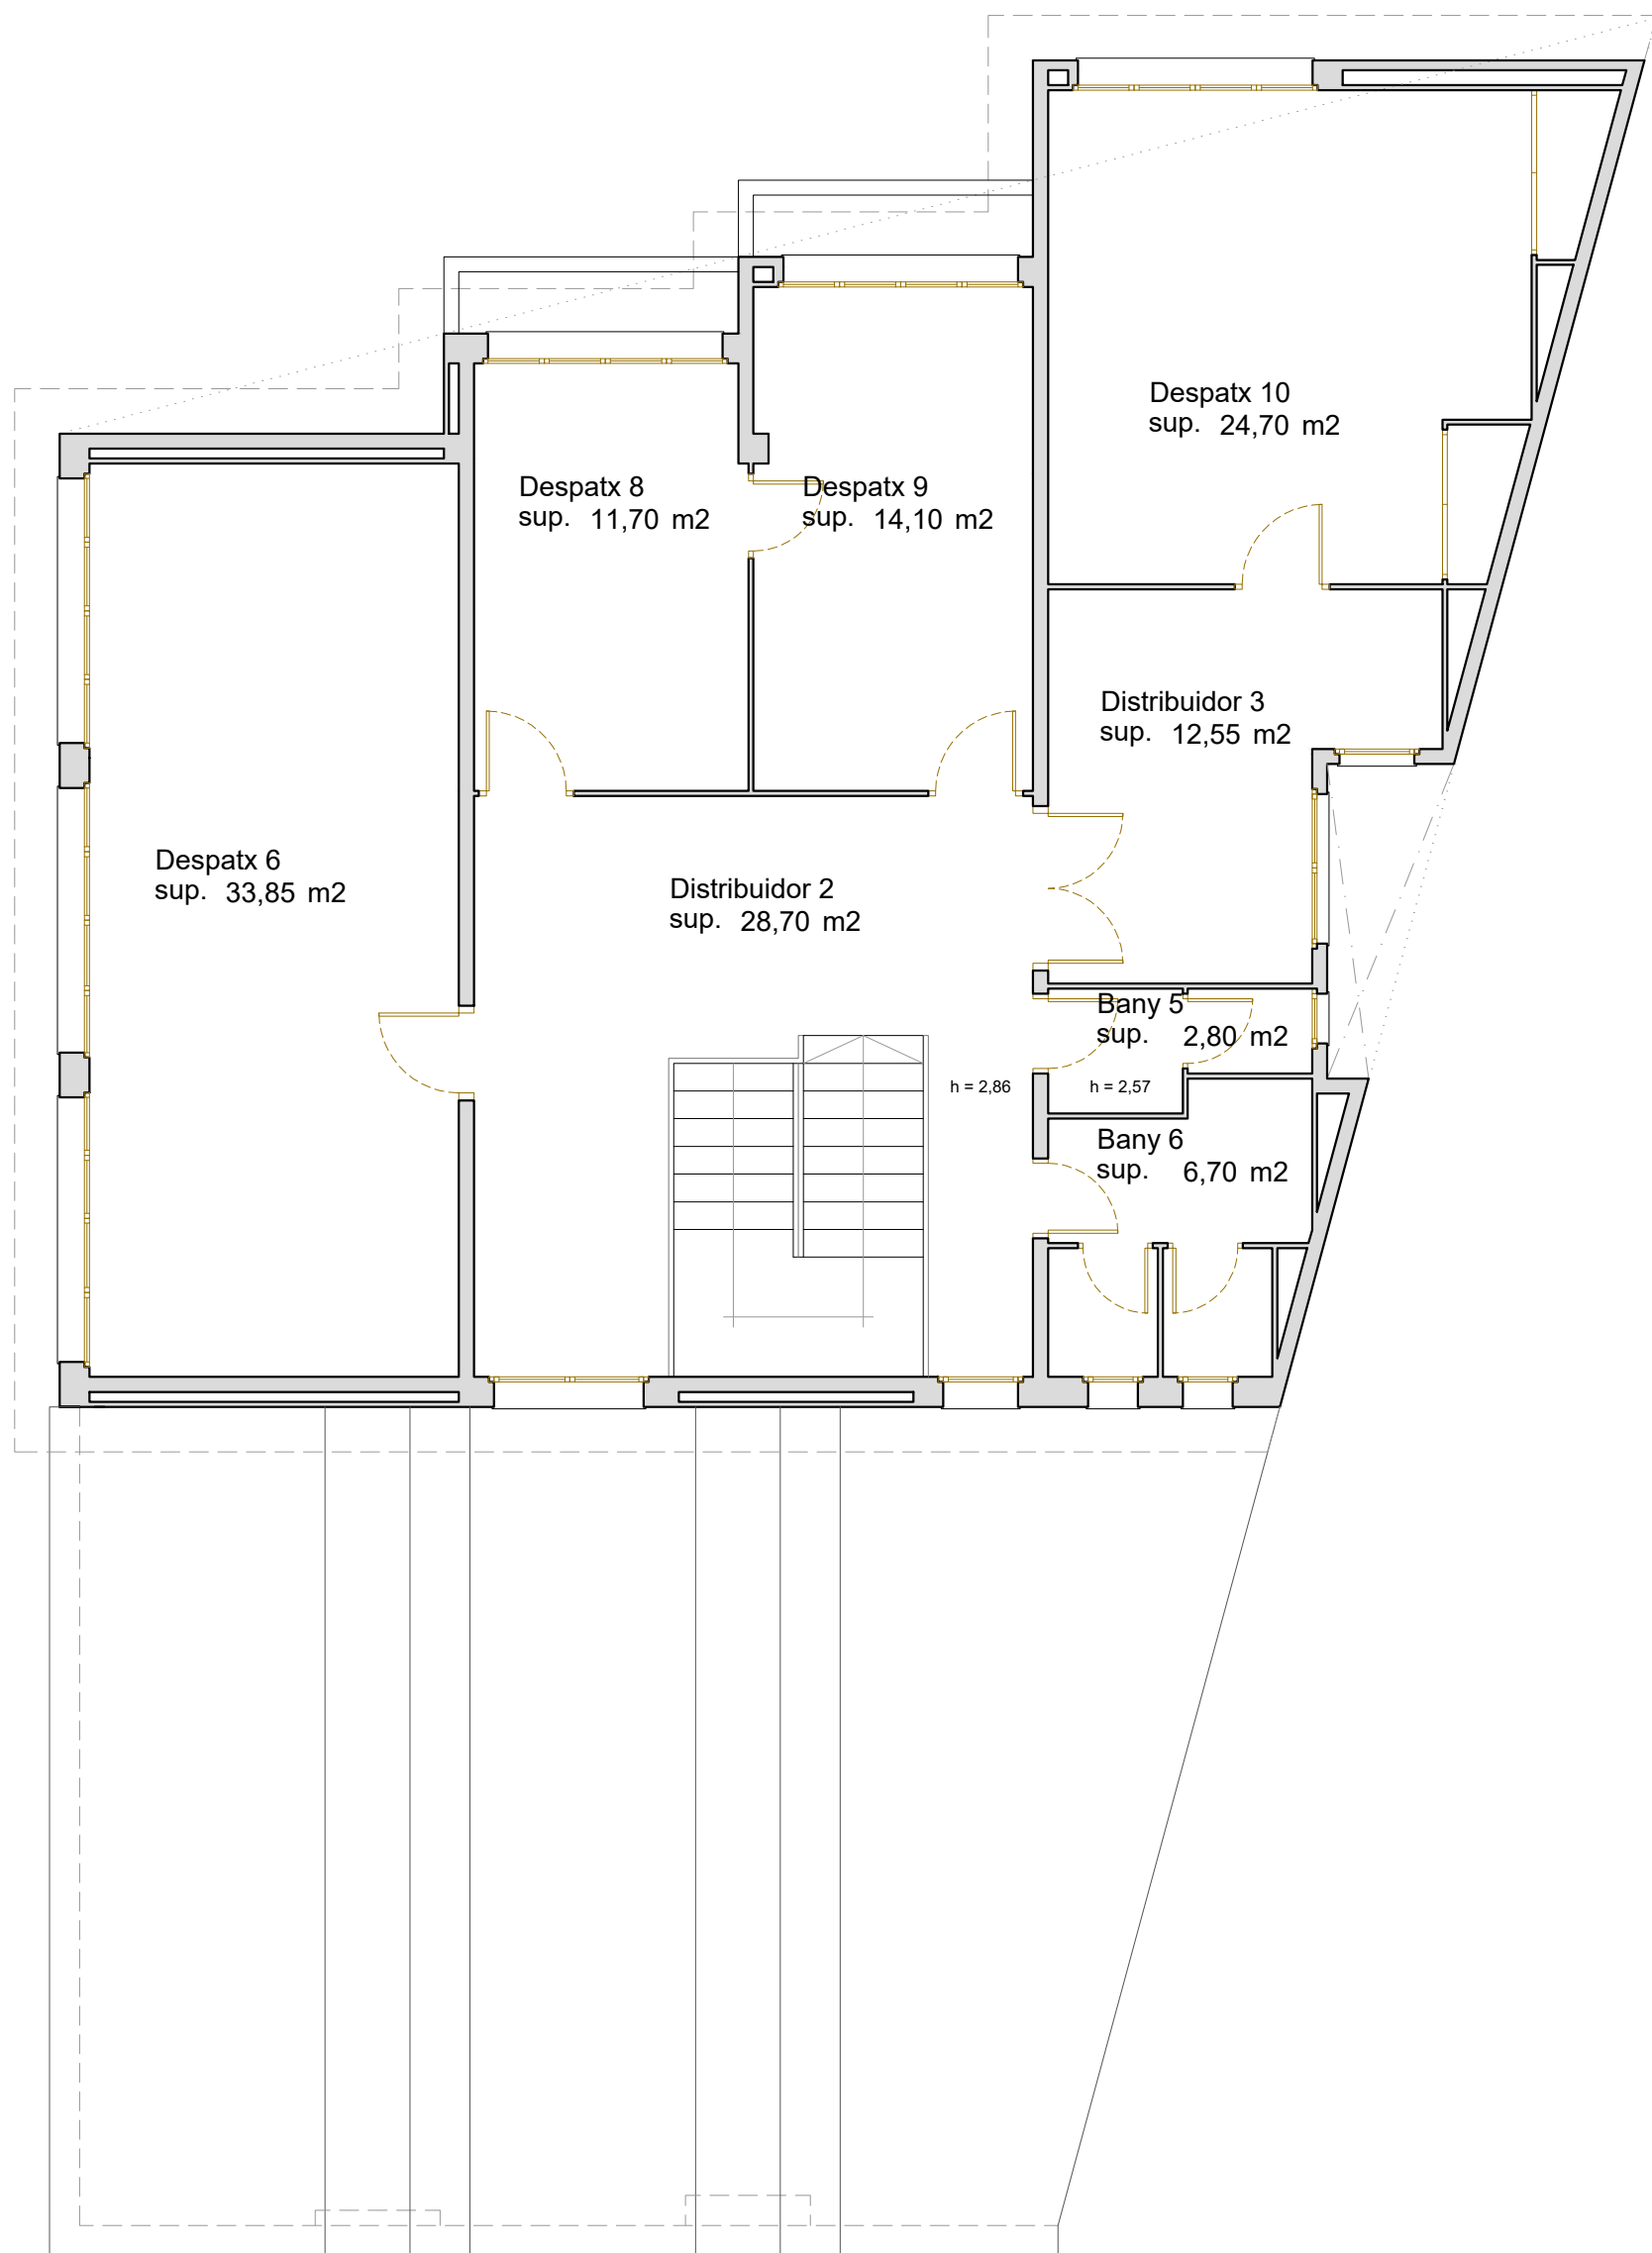 Despatx 10
sup. 24,70 m2
Despatx 8
sup. 11,70 m2
Despatx 9
sup. 14,10 m2
Distribuidor 3
sup. 12,55 m2
Despatx 6
sup. 33,85 m2
Distribuidor 2
sup. 28,70 m2
Bany 5
sup. 2,80 m2
h = 2,86
h = 2,57
Bany 6
sup. 6,70 m2